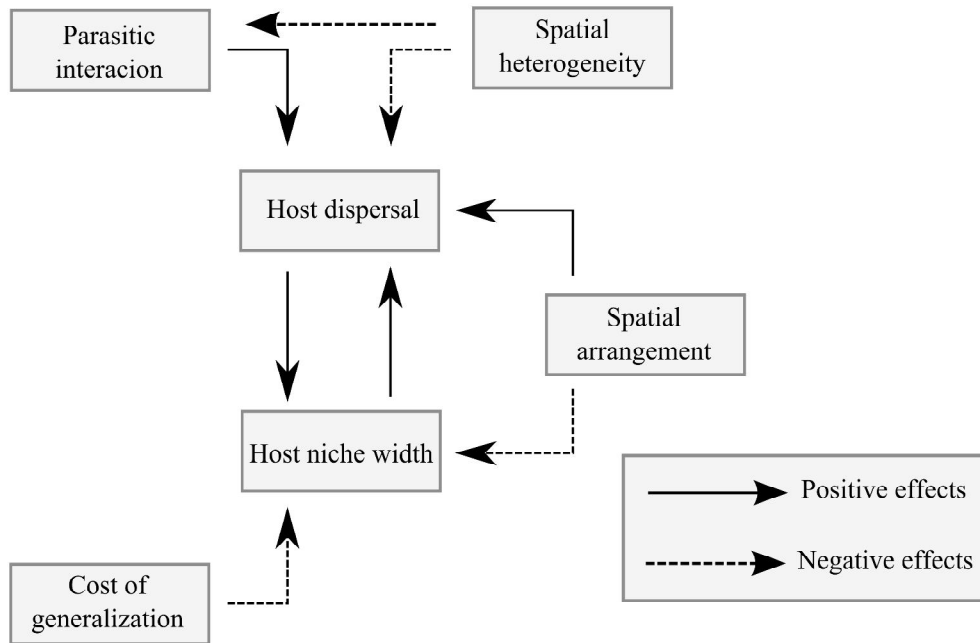 Parasitic
interacion
Spatial
heterogeneity
Host dispersal
Spatial
arrangement
Host niche width
Positive effects
Negative effects
Cost of
generalization